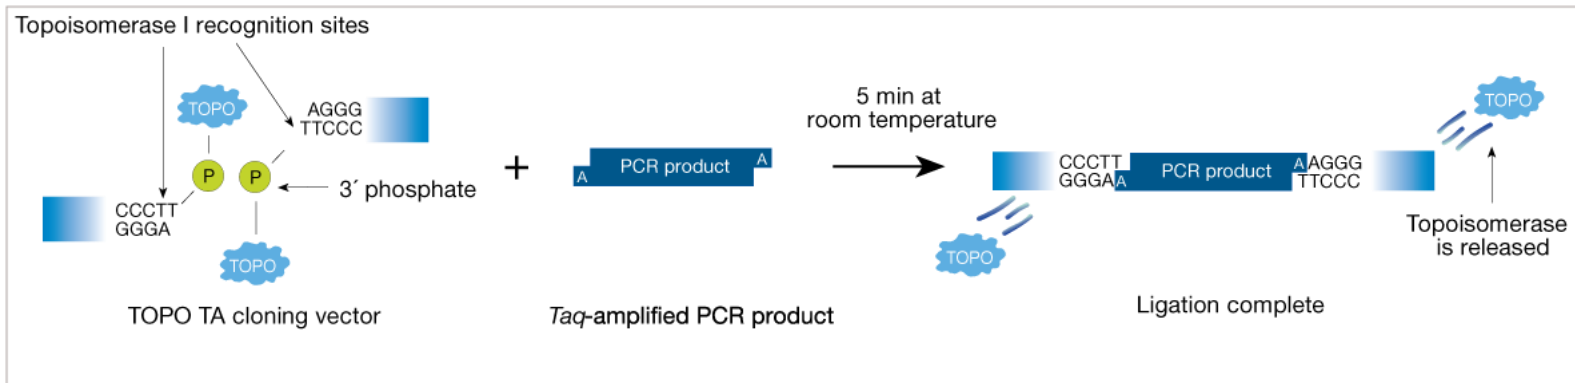 Topoisomerase I recognition sites
TOPO
AGGG
TTCCC
P
P
3´ phosphate
CCCTT
GGGA
TOPO
TOPO TA cloning vector
+
A
PCR product
A
Taq-amplified PCR product
5 min at
room temperature
CCCTT
GGGA
A
PCR product
A
AGGG
TTCCC
TOPO
TOPO
Topoisomerase
is released
Ligation complete